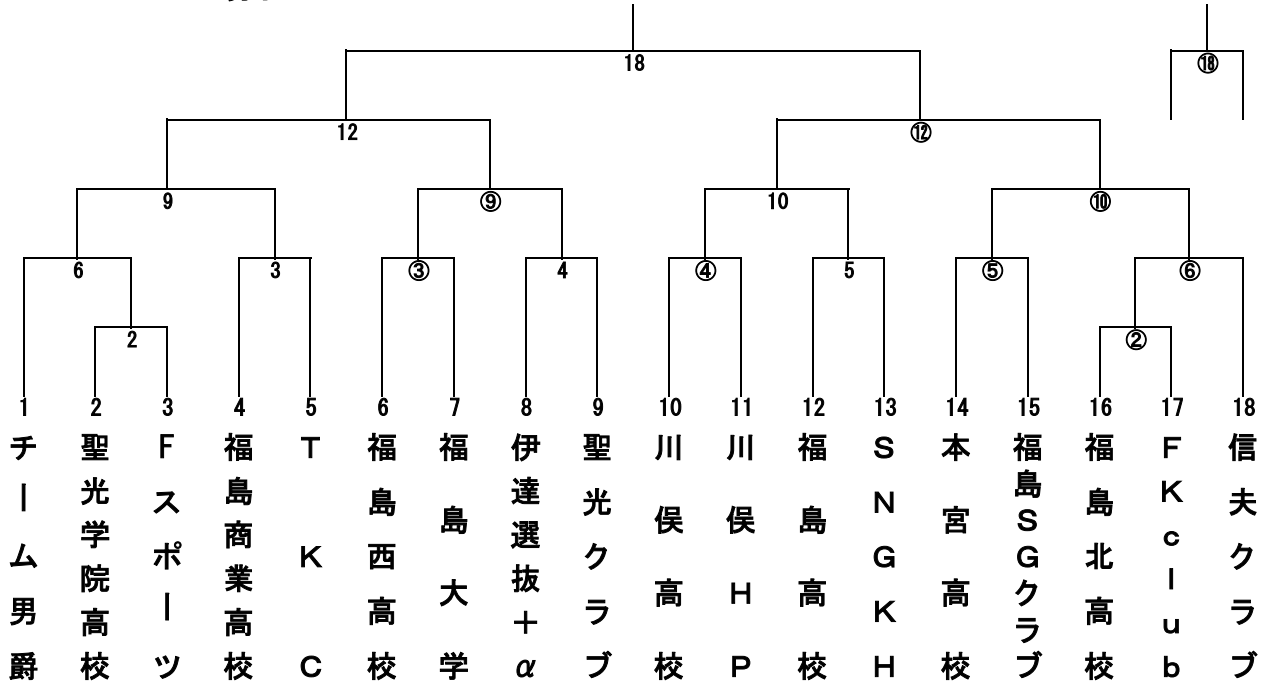 18 ⑱
12 ⑫
9 ⑨ 10 ⑩
6 3 ③ 4 ④ 5 ⑤ ⑥
2 ②
1 2 3 4 5 6 7 8 9 10 11 12 13 14 15 16 17 18
チーム男爵
聖光学院高校
Fスポーツ
福島商業高校
TKC
福島西高校
福島大学
伊達選抜＋α
聖光クラブ
川俣高校
川俣HP
福島高校
SNGKH
本宮高校
福島SGクラブ
福島北高校
FKclub
信夫クラブ